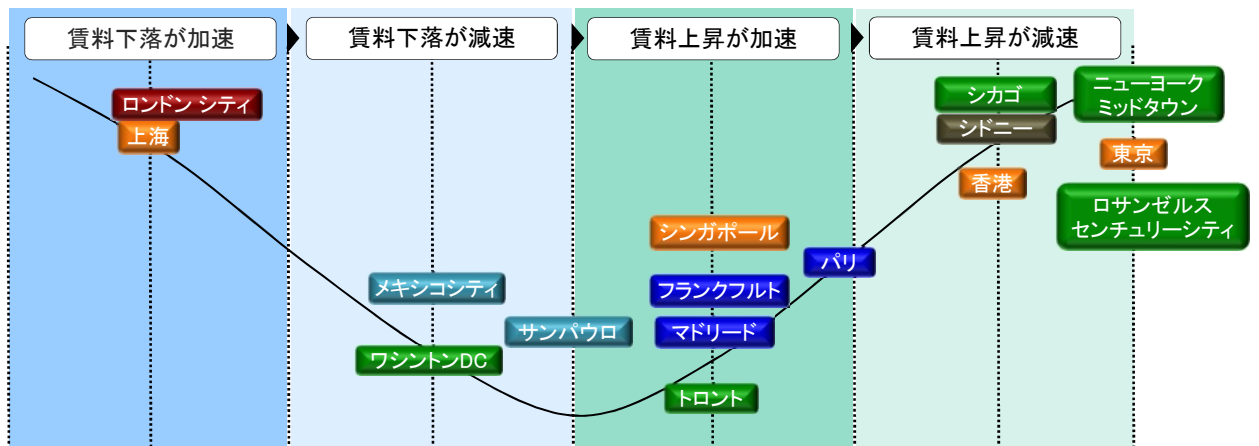 賃料下落が加速
賃料下落が減速
賃料上昇が加速
賃料上昇が減速
ロンドン シティ
上海
メキシコシティ
サンパウロ
ワシントンDC
シンガポール
フランクフルト
マドリード
トロント
パリ
シカゴ
シドニー
香港
ニューヨーク
ミッドタウン
東京
ロサンゼルス
センチュリーシティ